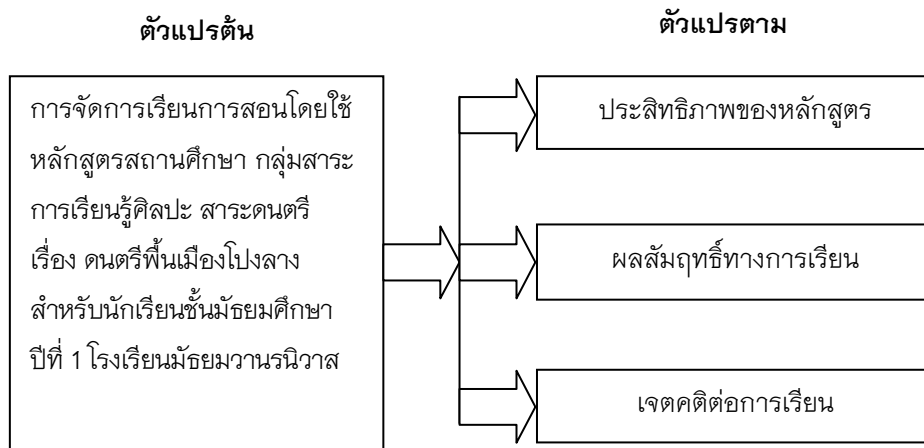 ตัวแปรต้น
ตัวแปรตาม
การจัดการเรียนการสอนโดยใช้
หลักสูตรสถานศึกษา กลุ่มสาระ
การเรียนรู้ศิลปะ สาระดนตรี
เรื่อง ดนตรีพื้นเมืองโปงลาง
สำหรับนักเรียนชั้นมัธยมศึกษา
ปีที่ 1 โรงเรียนมัธยมวานรนิวาส
ประสิทธิภาพของหลักสูตร
ผลสัมฤทธิ์ทางการเรียน
เจตคติต่อการเรียน